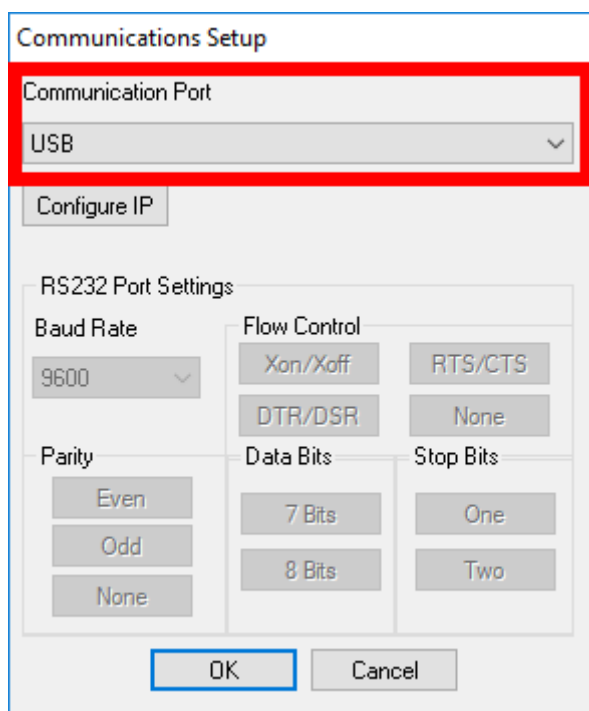 Communications Setup
Communication Port
USB
Configure IP
RS232 Port Settings
Baud Rate
9600
Flow Control
Xon/Xoff
RTS/CTS
DTR/DSR
None
Parity
Even
Odd
None
Data Bits
7 Bits
8 Bits
Stop Bits
One
Two
OK
Cancel